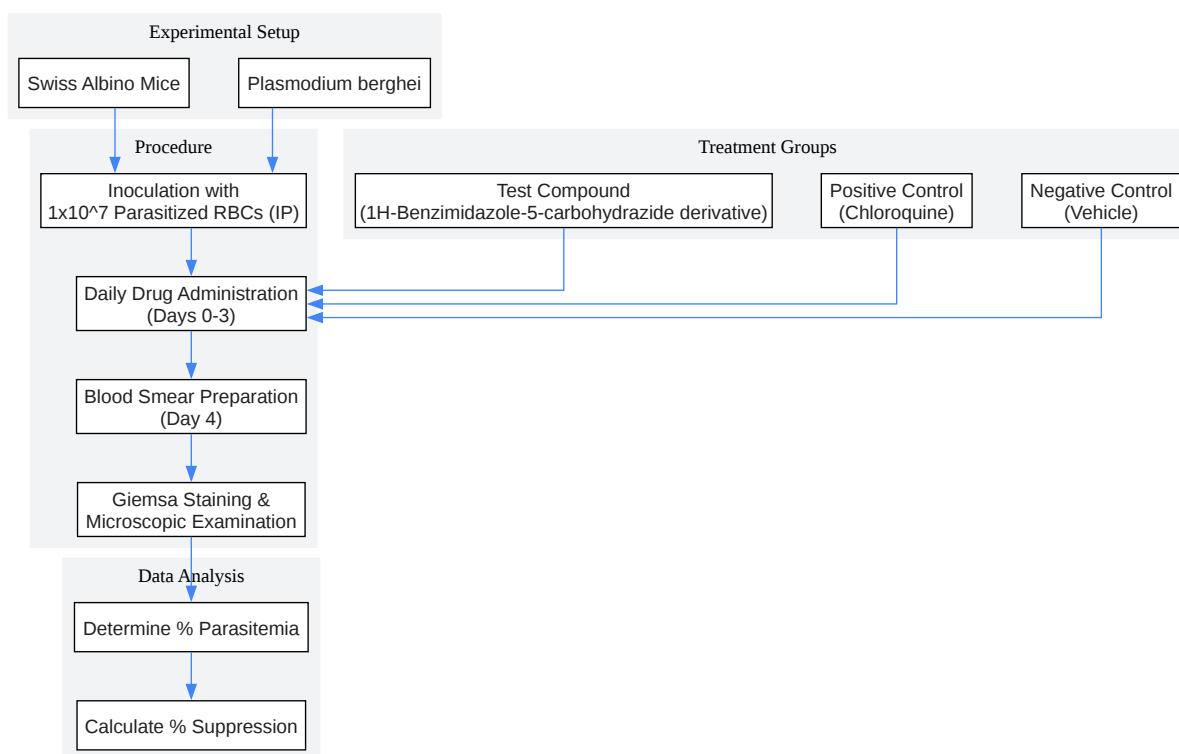 Experimental Setup
Swiss Albino Mice
Plasmodium berghei
Procedure
Treatment Groups
Inoculation with
1x10^7 Parasitized RBCs (IP)
Test Compound
(1H-Benzimidazole-5-carbohydrazide derivative)
Positive Control
(Chloroquine)
Negative Control
(Vehicle)
Daily Drug Administration
(Days 0-3)
Blood Smear Preparation
(Day 4)
Giemsa Staining &
Microscopic Examination
Data Analysis
Determine % Parasitemia
Calculate % Suppression